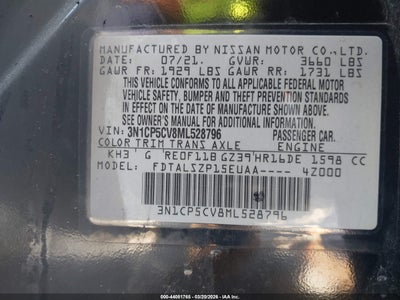 MANUFACTURED BY NISSAN MOTOR CO., LTD.
DATE: 07/21. GVWR: 3660 LBS
GAWR FR: 1929 LBS GAWR RR: 1731 LBS
THIS VEHICLE CONFORMS TO ALL APPLICABLE FEDERAL MOTOR
VEHICLE SAFETY, BUMPER AND THEFT PREVENTION STANDARDS
IN EFFECT ON THE DATE OF MANUFACTURE SHOWN ABOVE.
SEE OWNER'S MANUAL FOR ADDITIONAL INFORMATION
VIN: 3N1CP5CV8ML528796 PASSENGER CAR.
COLOR TRIM TRANS AXLE ENGINE
KH3 G RE0F11B GZ39 HR16DE 1598 CC
MODEL: FDTALSZP15EUAA---- 4Z000
3N1CP5CV8ML528796
000-44081765 - 03/20/2026 - IAAI.COM